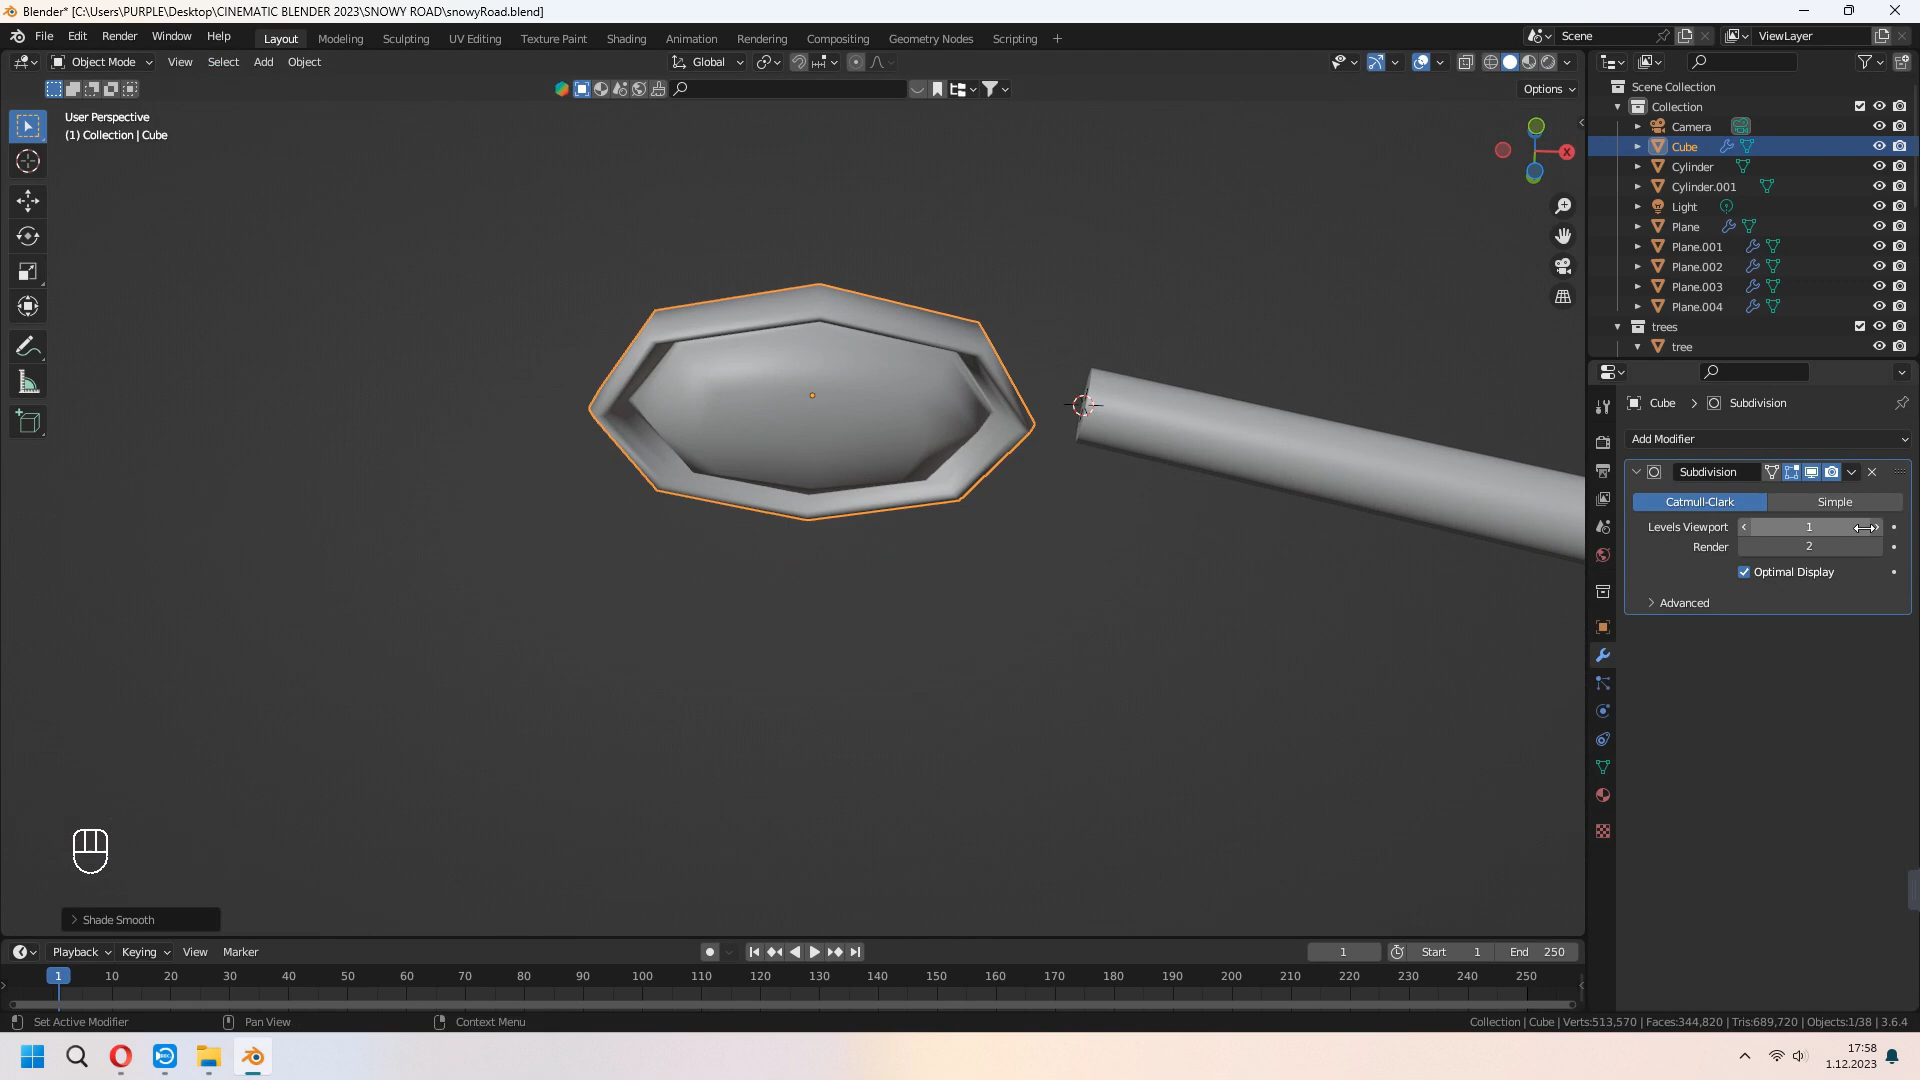 Blender* [C:\Users\PURPLE\Desktop\CINEMATIC BLENDER 2023\SNOWY ROAD\snowyRoad.blend]
File Edit Render Window Help
Layout Modeling Sculpting UV Editing Texture Paint Shading Animation Rendering Compositing Geometry Nodes Scripting +
Scene
ViewLayer
Object Mode View Select Add Object
Global
Options
User Perspective
(1) Collection | Cube
X
Scene Collection
Collection
Camera
Cube
Cylinder
Cylinder.001
Light
Plane
Plane.001
Plane.002
Plane.003
Plane.004
trees
tree
Cube > Subdivision
Add Modifier
Subdivision
Catmull-Clark Simple
Levels Viewport 1
Render 2
Optimal Display
Advanced
Shade Smooth
Playback Keying View Marker
1 Start 1 End 250
1 10 20 30 40 50 60 70 80 90 100 110 120 130 140 150 160 170 180 190 200 210 220 230 240 250
Set Active Modifier Pan View Context Menu
Collection | Cube | Verts:513,570 | Faces:344,820 | Tris:689,720 | Objects:1/38 | 3.6.4
17:58
1.12.2023